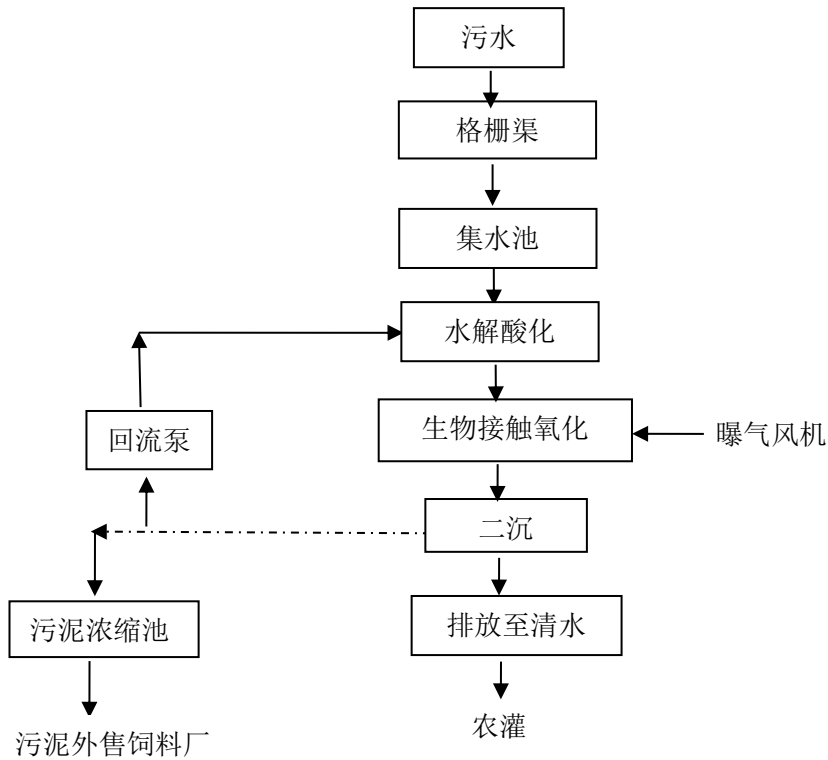 污水
格栅渠
集水池
水解酸化
生物接触氧化
曝气风机
回流泵
二沉
污泥浓缩池
排放至清水
农灌
污泥外售饲料厂